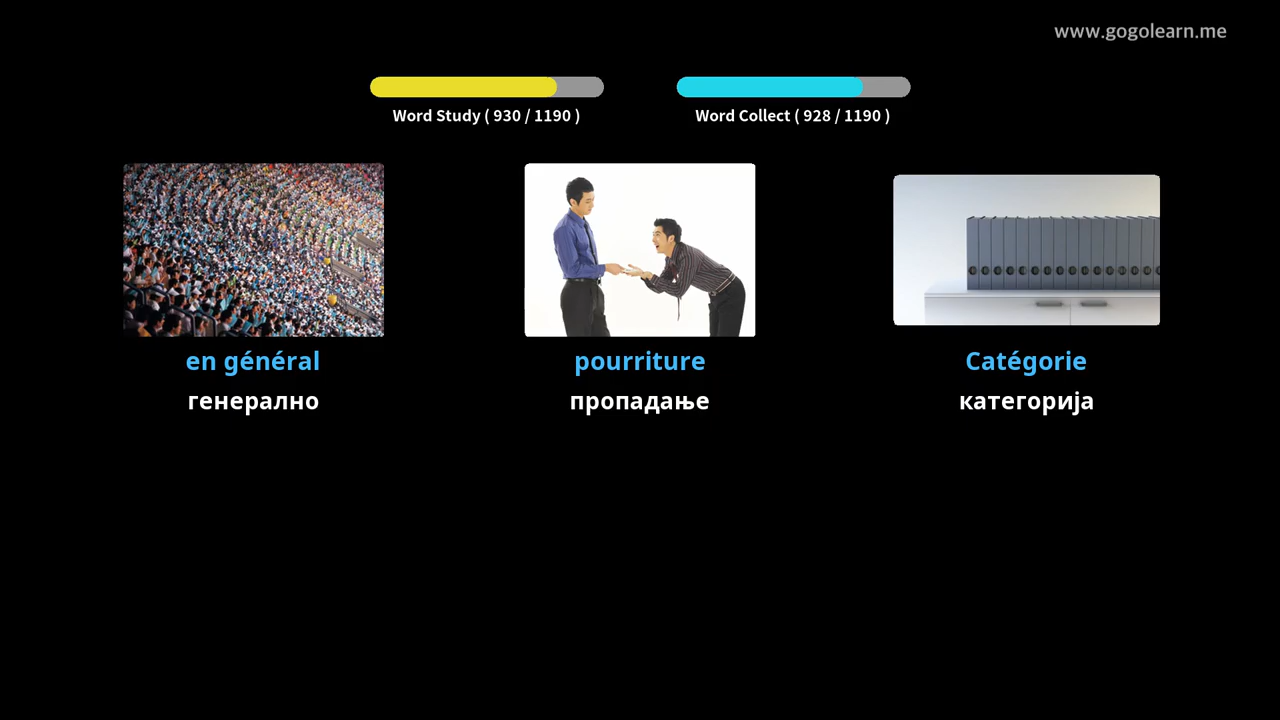 www.gogolearn.me
Word Study ( 930 / 1190 )
Word Collect ( 928 / 1190 )
en général
pourriture
Catégorie
генерално
пропадање
категорија